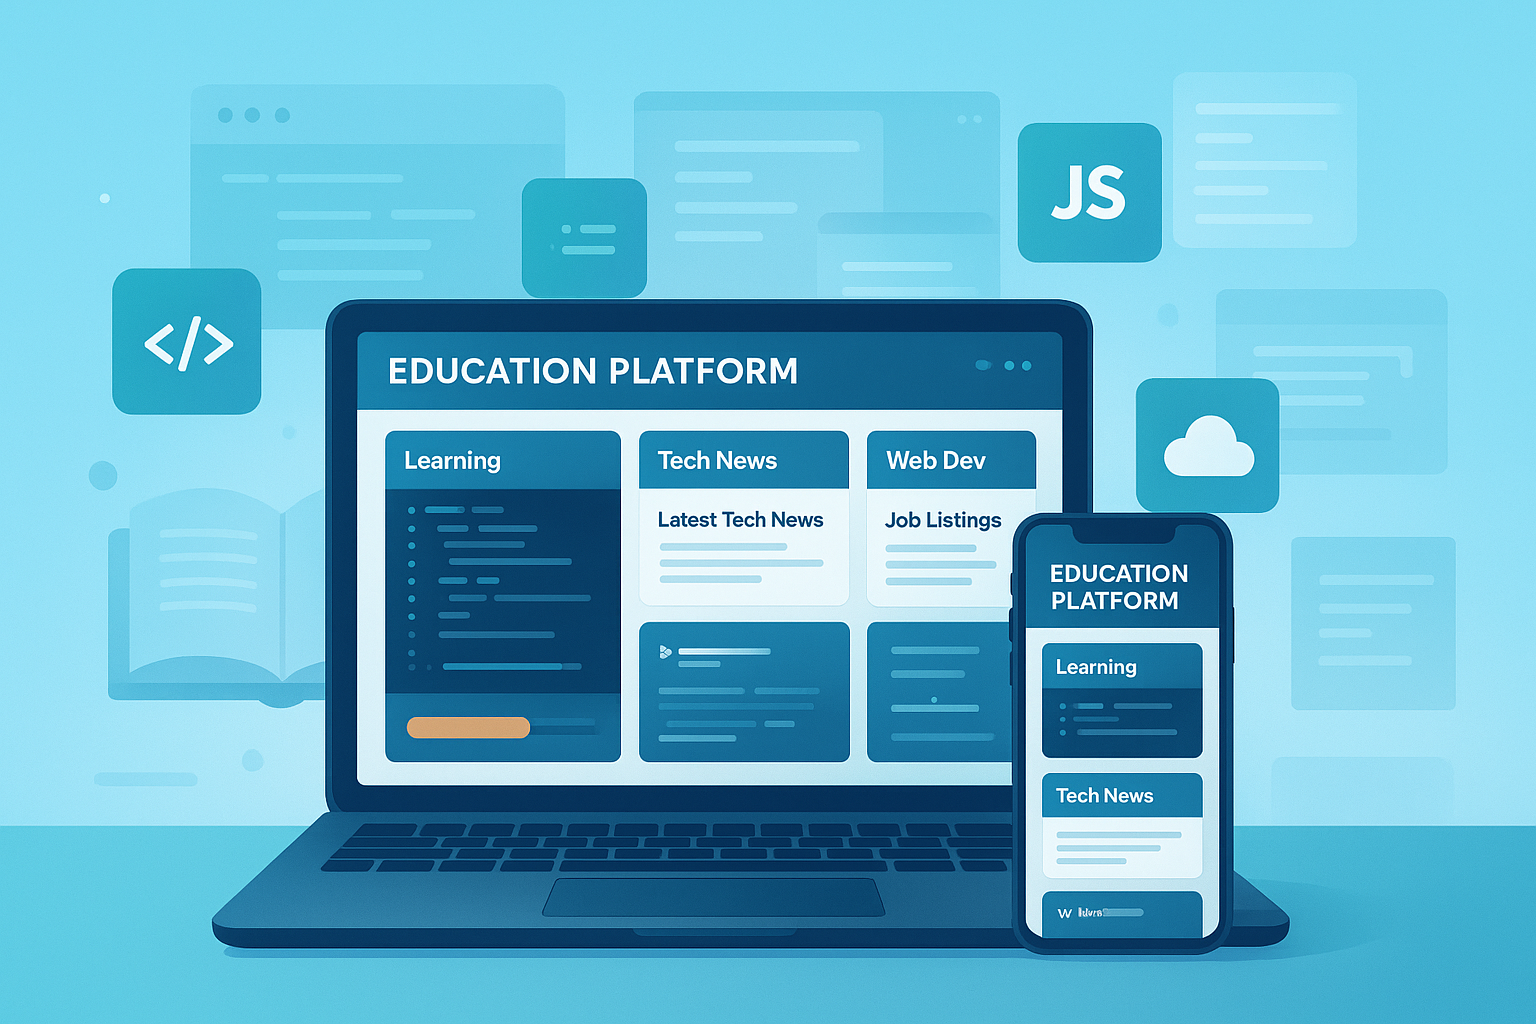 JS
</>
EDUCATION PLATFORM
Learning
Tech News
Web Dev
Latest Tech News
Job Listings
EDUCATION
PLATFORM
Learning
Tech News
W